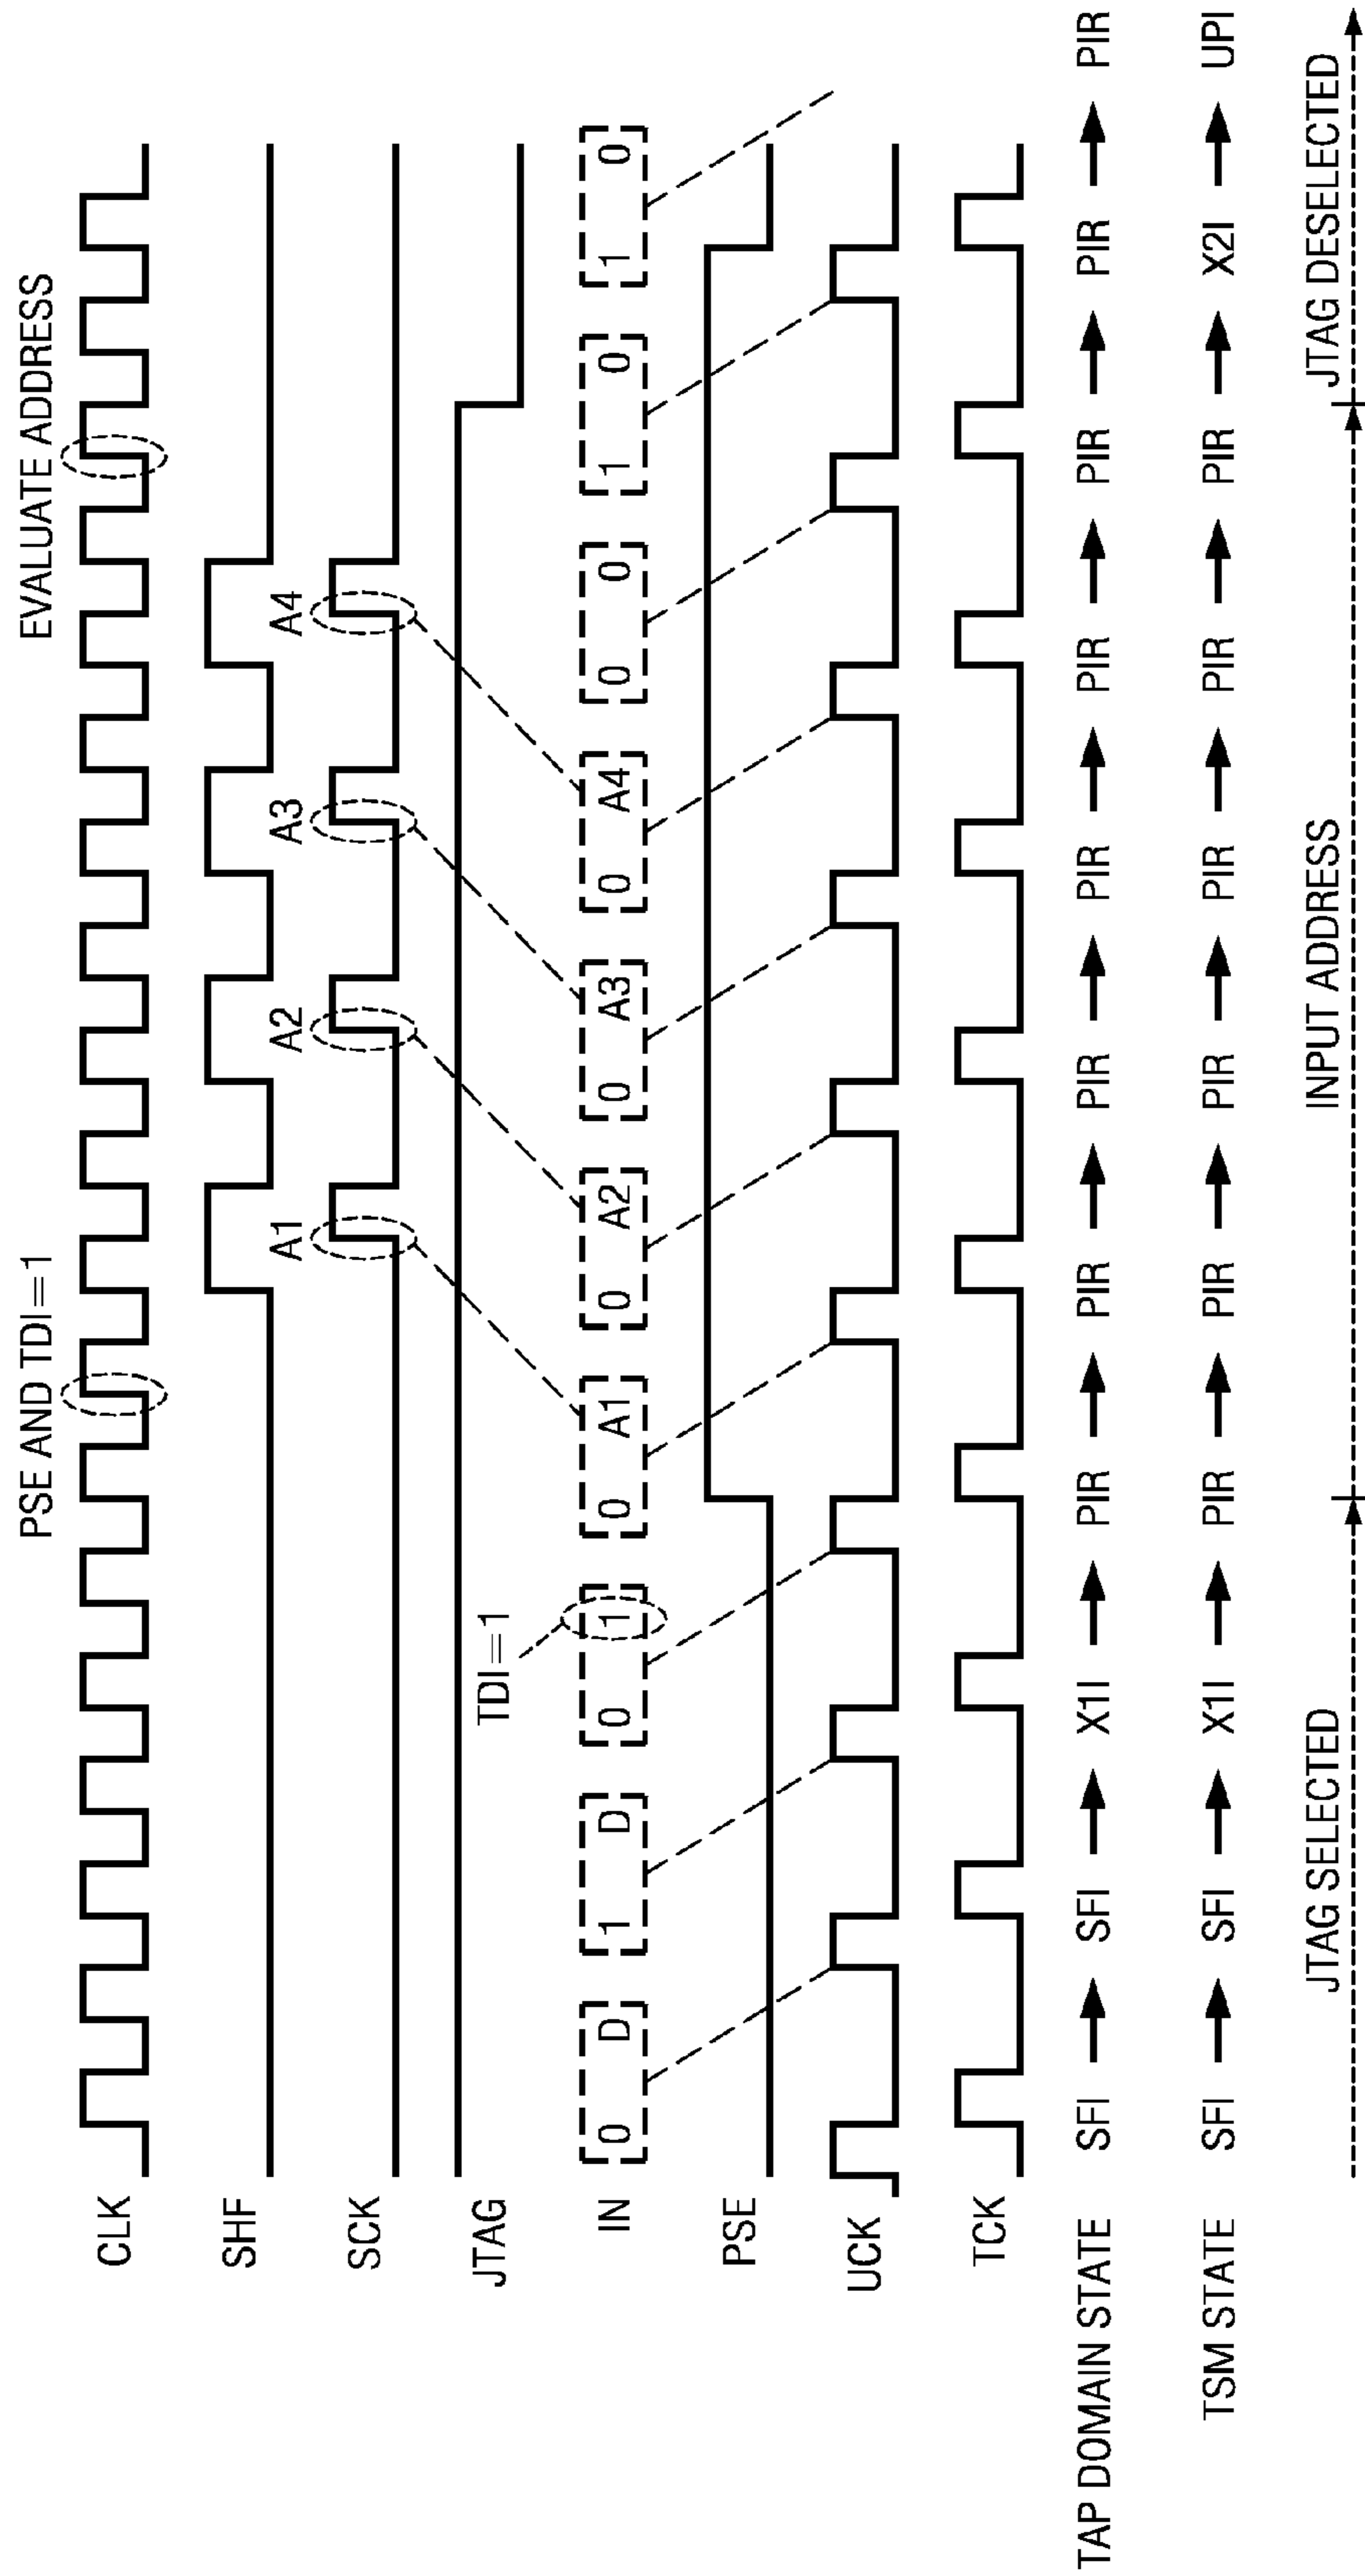 PSE AND TDI=1 EVALUATE ADDRESS
CLK
SHF
A1 A2 A3 A4
SCK
JTAG
TDI=1
IN 0 D 1 D 0 1 0 A1 0 A2 0 A3 0 A4 0 0 1 0 1 0
PSE
UCK
TCK
TAP DOMAIN STATE SFI SFI X1I PIR PIR PIR PIR PIR PIR PIR PIR
TSM STATE SFI SFI X1I PIR PIR PIR PIR PIR PIR X2I UPI
JTAG SELECTED INPUT ADDRESS JTAG DESELECTED